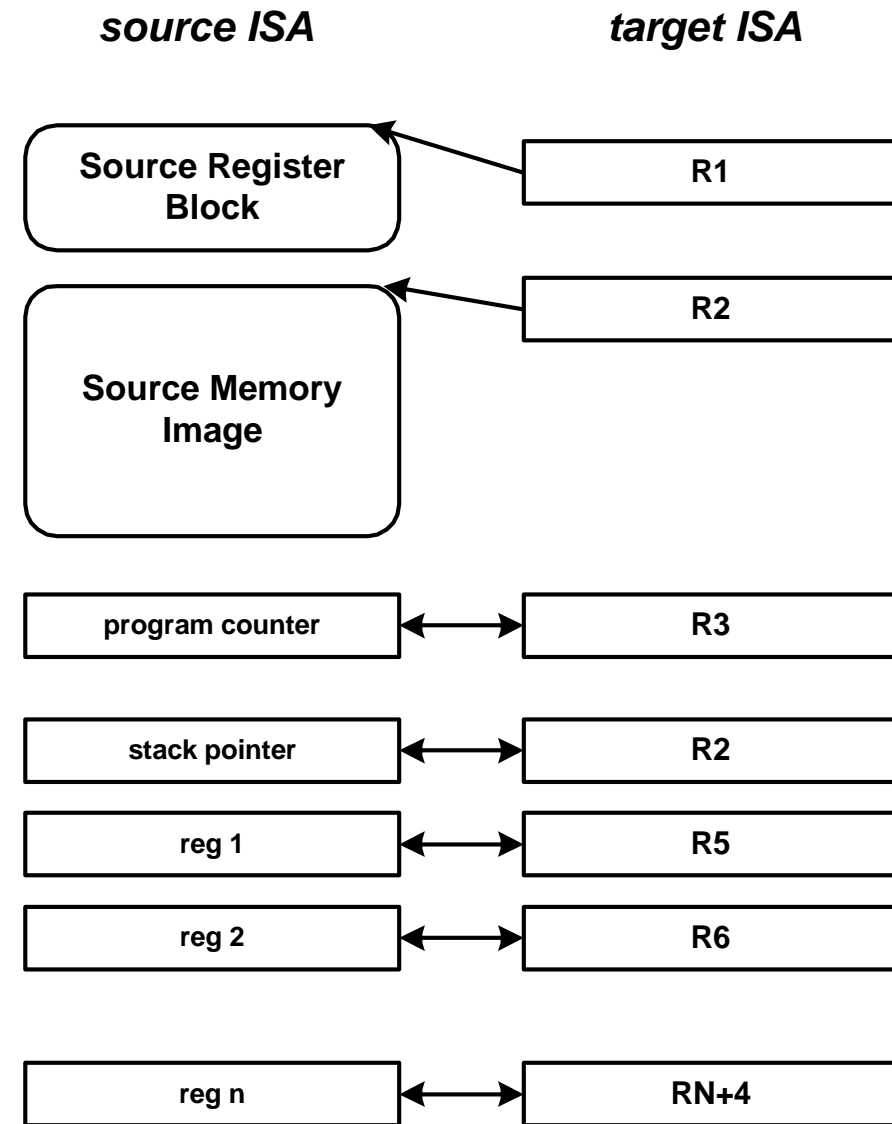 source ISA
target ISA
Source Register
Block
R1
R2
Source Memory
Image
program counter
R3
stack pointer
R2
reg 1
R5
reg 2
R6
reg n
RN+4